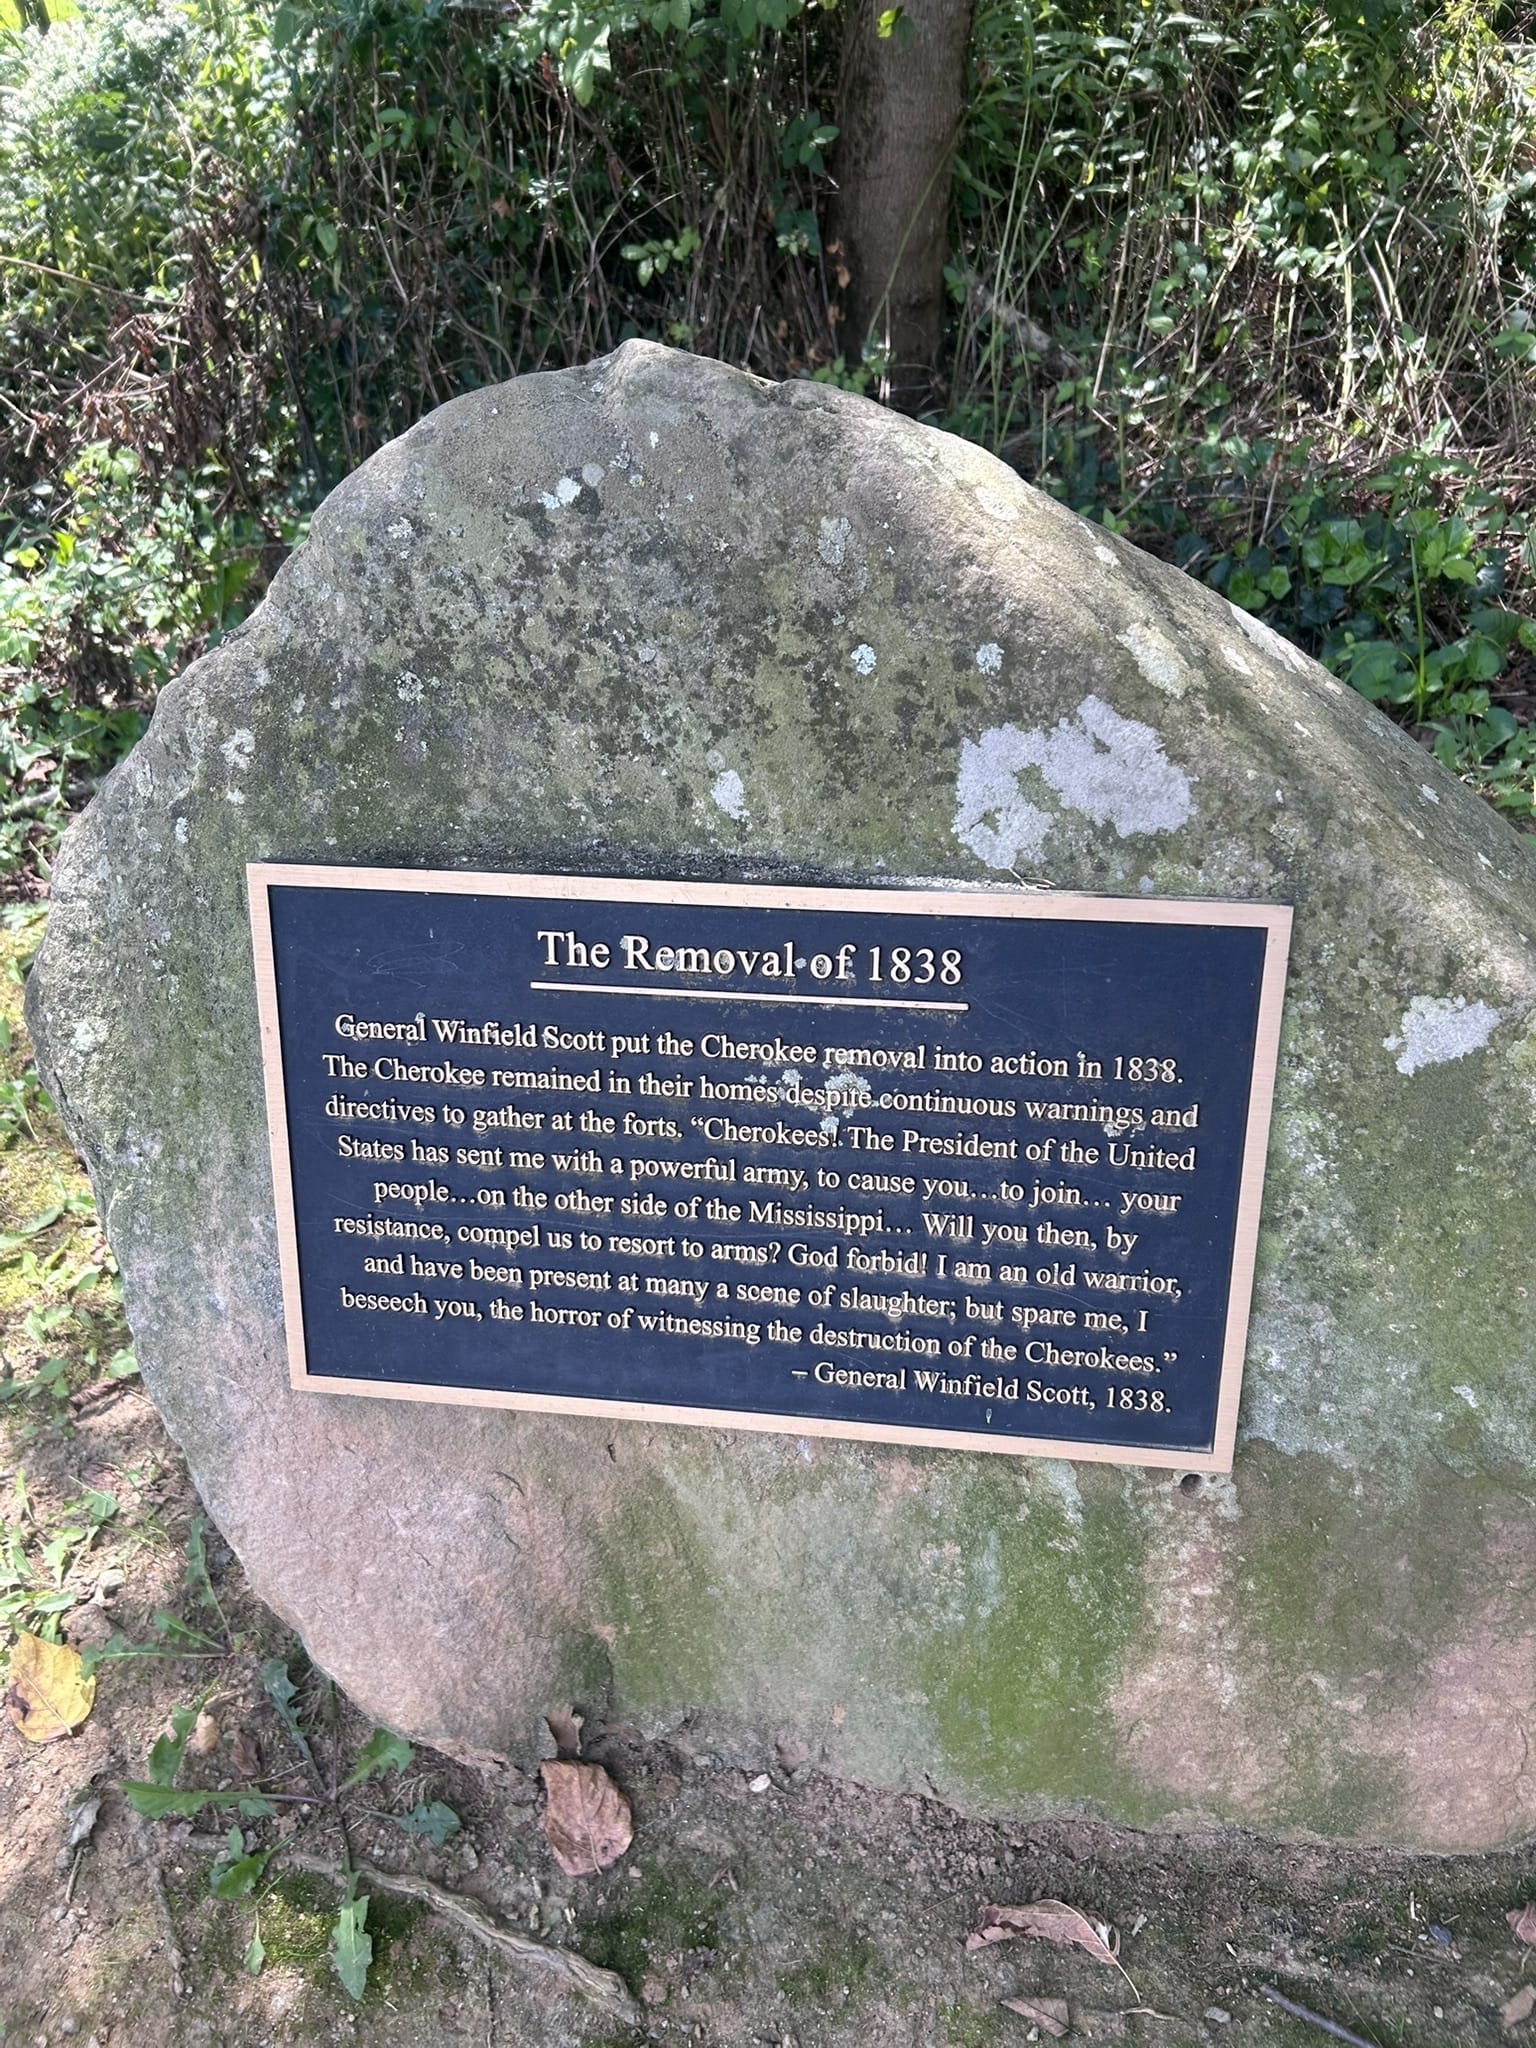 The Removal of 1838
General Winfield Scott put the Cherokee removal into action in 1838.
The Cherokee remained in their homes despite continuous warnings and
directives to gather at the forts. “Cherokees! The President of the United
States has sent me with a powerful army, to cause you…to join… your
people…on the other side of the Mississippi… Will you then, by
resistance, compel us to resort to arms? God forbid! I am an old warrior,
and have been present at many a scene of slaughter; but spare me, I
beseech you, the horror of witnessing the destruction of the Cherokees.”
– General Winfield Scott, 1838.